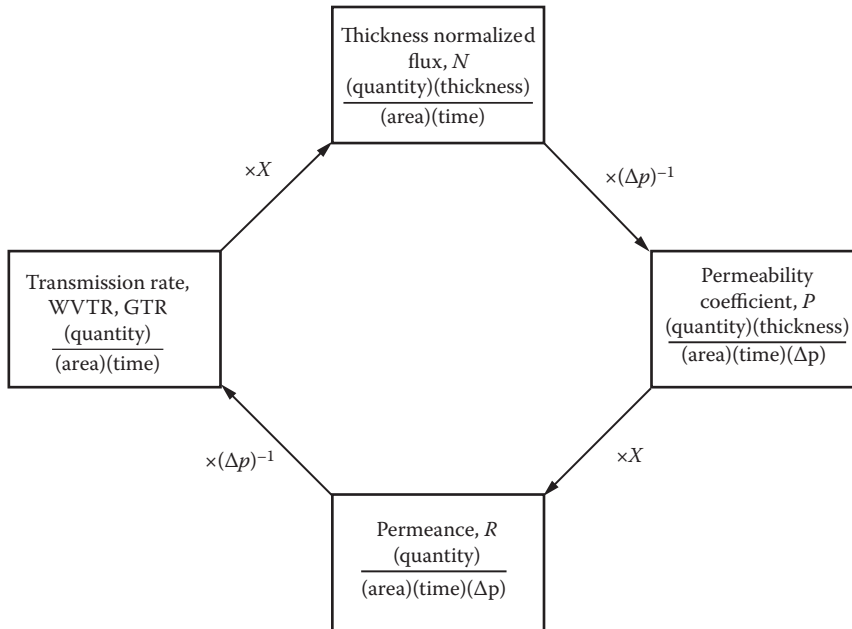 Thickness normalized
flux, N
(quantity)(thickness)
(area)(time)
×X
×(Δp)⁻¹
Transmission rate,
WVTR, GTR
(quantity)
(area)(time)
Permeability
coefficient, P
(quantity)(thickness)
(area)(time)(Δp)
×(Δp)⁻¹
×X
Permeance, R
(quantity)
(area)(time)(Δp)